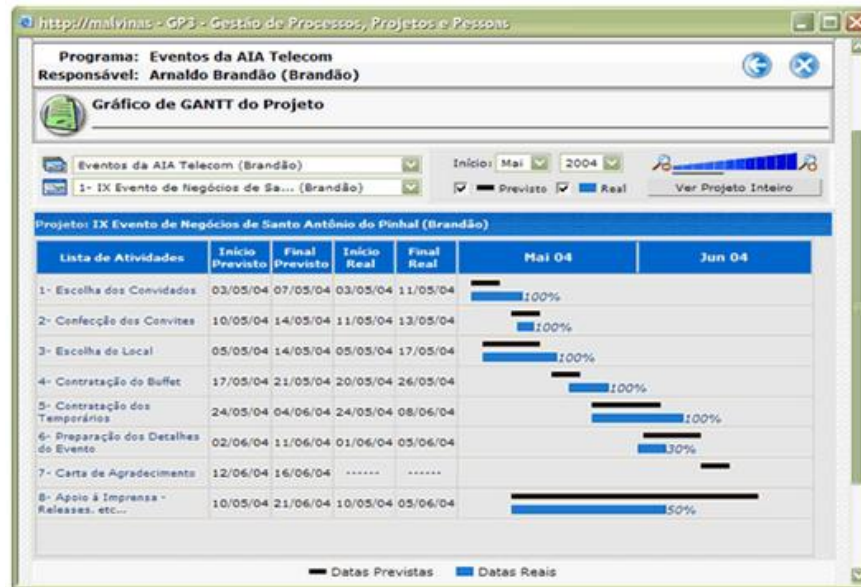 http://malvinas - GP3 - Gestão de Processos, Projetos e Pessoas
Programa: Eventos da AIA Telecom
Responsável: Arnaldo Brandão (Brandão)
Gráfico de GANTT do Projeto
Eventos da AIA Telecom (Brandão)
Início: Mai 2004
1- IX Evento de Negócios de Sa... (Brandão)
Previsto Real Ver Projeto Inteiro
Projeto: IX Evento de Negócios de Santo Antônio do Pinhal (Brandão)
Lista de Atividades Início Previsto Final Previsto Início Real Final Real Mai 04 Jun 04
1- Escolha dos Convidados 03/05/04 07/05/04 03/05/04 11/05/04 100%
2- Confecção dos Convites 10/05/04 14/05/04 11/05/04 13/05/04 100%
3- Escolha do Local 05/05/04 14/05/04 05/05/04 17/05/04 100%
4- Contratação do Buffet 17/05/04 21/05/04 20/05/04 26/05/04 100%
5- Contratação dos Temporários 24/05/04 04/06/04 24/05/04 08/06/04 100%
6- Preparação dos Detalhes do Evento 02/06/04 11/06/04 01/06/04 05/06/04 30%
7- Carta de Agradecimento 12/06/04 16/06/04 ------ ------
8- Apoio à Imprensa - Releases. etc... 10/05/04 21/06/04 10/05/04 05/06/04 50%
Datas Previstas Datas Reais